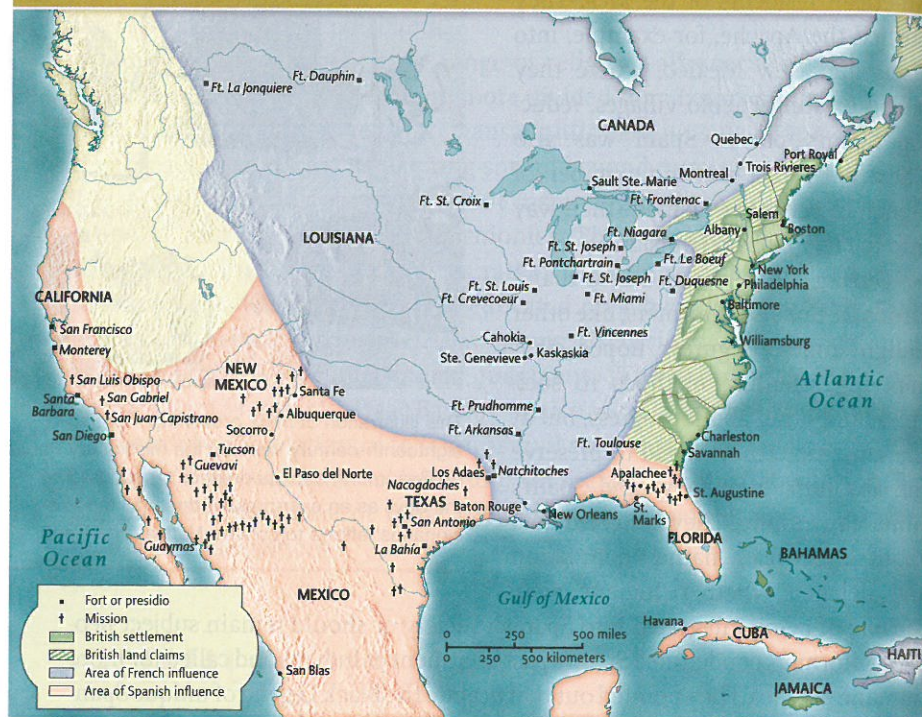 Ft. La Jonquiere
Ft. Dauphin
CANADA
Quebec
Port Royal
Trois Rivieres
Montreal
Sault Ste. Marie
Ft. St. Croix
Ft. Frontenac
Salem
Boston
Albany
LOUISIANA
Ft. Niagara
Ft. St. Joseph
Ft. Le Boeuf
Ft. Pontchartrain
Ft. St. Joseph
Ft. Duquesne
New York
Philadelphia
Baltimore
Ft. St. Louis
Ft. Crevecoeur
Ft. Miami
CALIFORNIA
San Francisco
Monterey
Cahokia
Ft. Vincennes
Ste. Genevieve
Kaskaskia
Williamsburg
NEW
MEXICO
San Luis Obispo
San Gabriel
Santa
Barbara
San Juan Capistrano
San Diego
Santa Fe
Albuquerque
Socorro
Tucson
Guevavi
El Paso del Norte
Ft. Prudhomme
Ft. Arkansas
Ft. Toulouse
Atlantic
Ocean
Charleston
Savannah
Los Adaes
Natchitoches
Nacogdoches
TEXAS
San Antonio
La Bahía
Baton Rouge
New Orleans
Apalachee
St.
Marks
St. Augustine
FLORIDA
Pacific
Ocean
Guaymas
BAHAMAS
MEXICO
Gulf of Mexico
0 250 500 miles
0 250 500 kilometers
Havana
CUBA
HAITI
JAMAICA
San Blas
Fort or presidio
Mission
British settlement
British land claims
Area of French influence
Area of Spanish influence